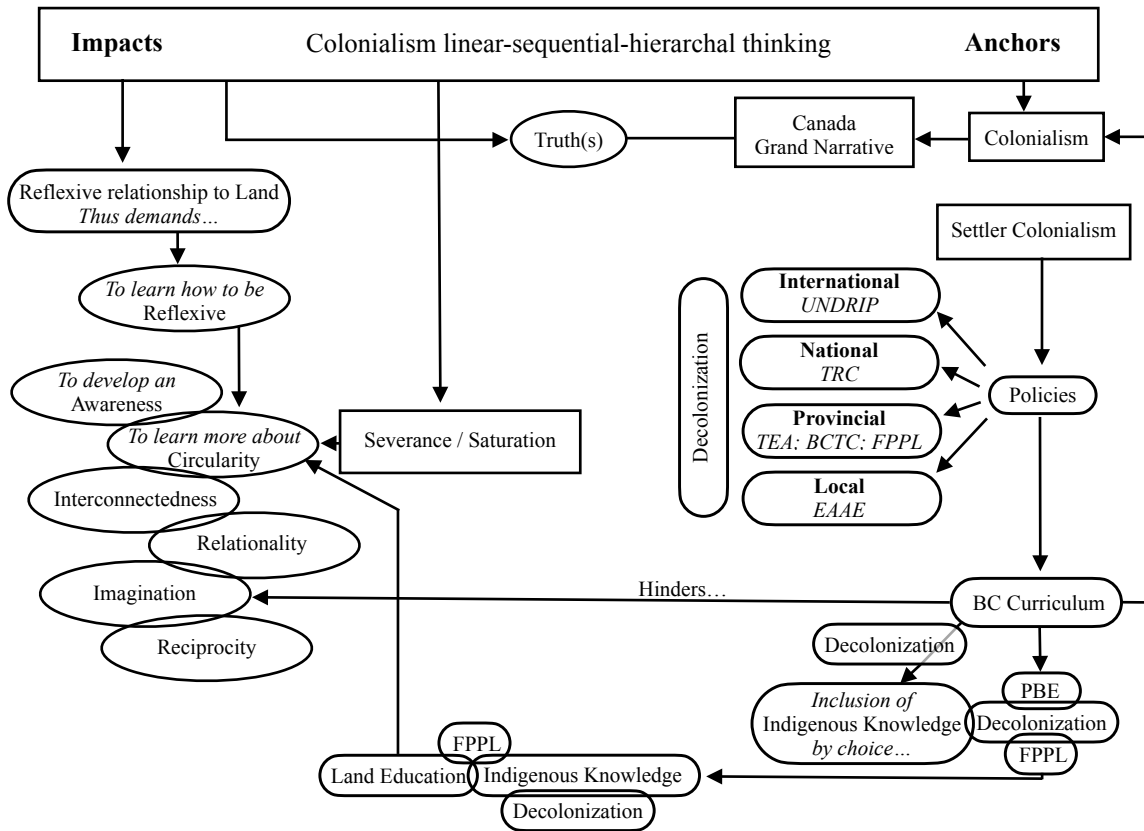 Impacts Colonialism linear-sequential-hierarchal thinking Anchors
Truth(s)
Canada
Grand Narrative
Colonialism
Reflexive relationship to Land
Thus demands…
Settler Colonialism
To learn how to be
Reflexive
Decolonization
International
UNDRIP
National
TRC
Provincial
TEA; BCTC; FPPL
Local
EAAE
Policies
To develop an
Awareness
To learn more about
Circularity
Severance / Saturation
Interconnectedness
Relationality
Imagination
Reciprocity
Hinders…
BC Curriculum
Decolonization
Inclusion of
Indigenous Knowledge
by choice…
PBE
Decolonization
FPPL
FPPL
Land Education
Indigenous Knowledge
Decolonization